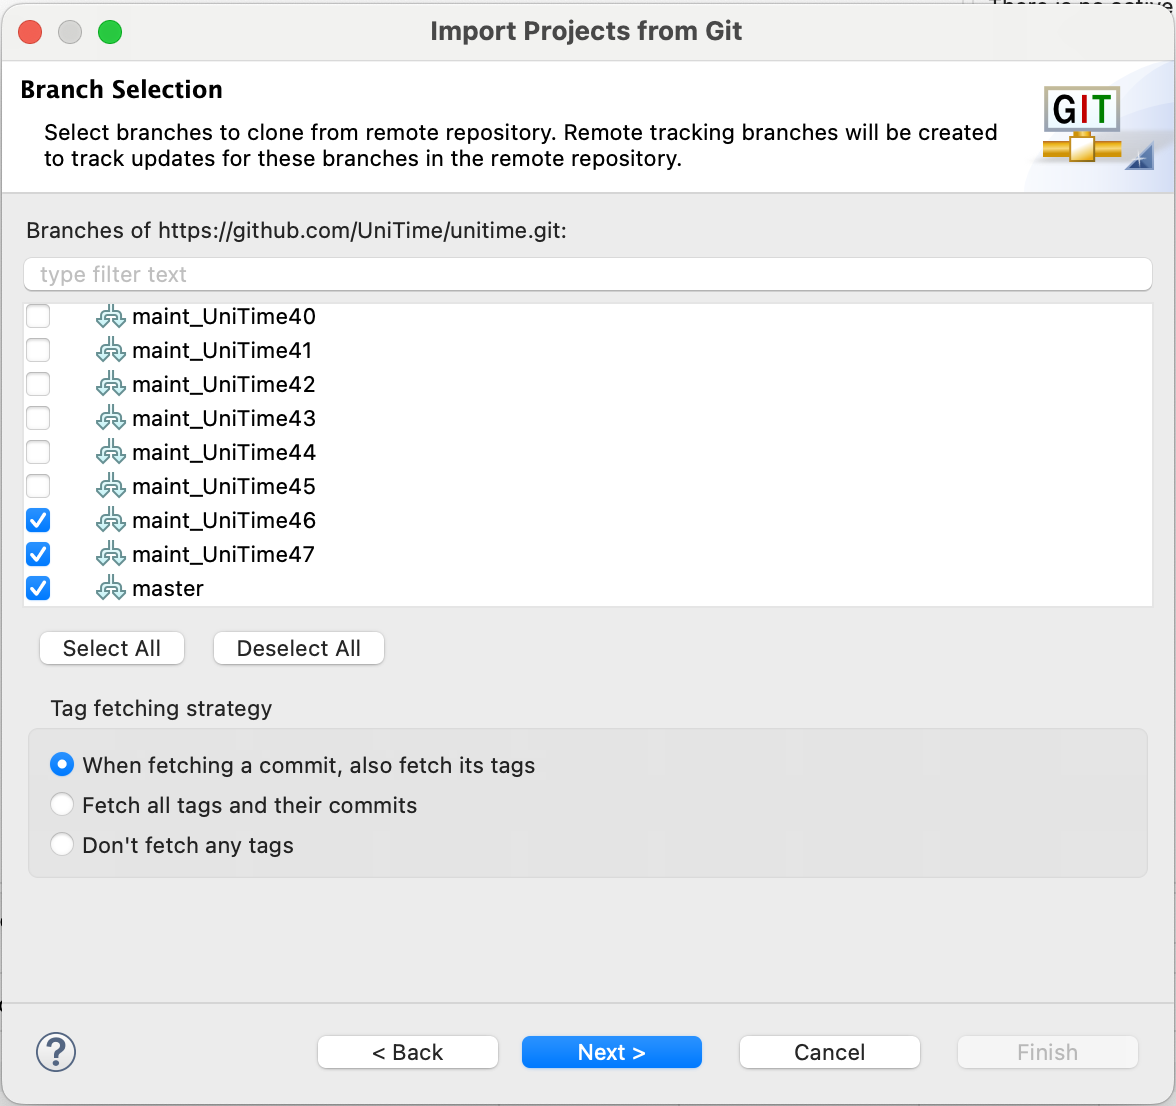 There is no active
Import Projects from Git
Branch Selection
Select branches to clone from remote repository. Remote tracking branches will be created
to track updates for these branches in the remote repository.
GIT
Branches of https://github.com/UniTime/unitime.git:
type filter text
maint_UniTime40
maint_UniTime41
maint_UniTime42
maint_UniTime43
maint_UniTime44
maint_UniTime45
maint_UniTime46
maint_UniTime47
master
Select All
Deselect All
Tag fetching strategy
When fetching a commit, also fetch its tags
Fetch all tags and their commits
Don't fetch any tags
?
< Back
Next >
Cancel
Finish